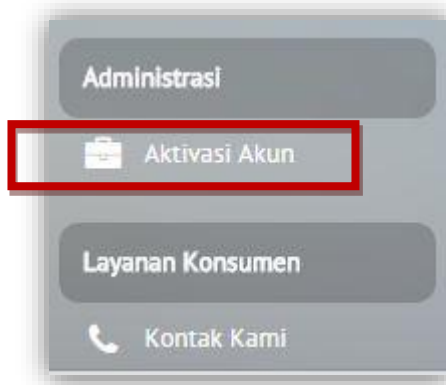 Administrasi
Aktivasi Akun
Layanan Konsumen
Kontak Kami